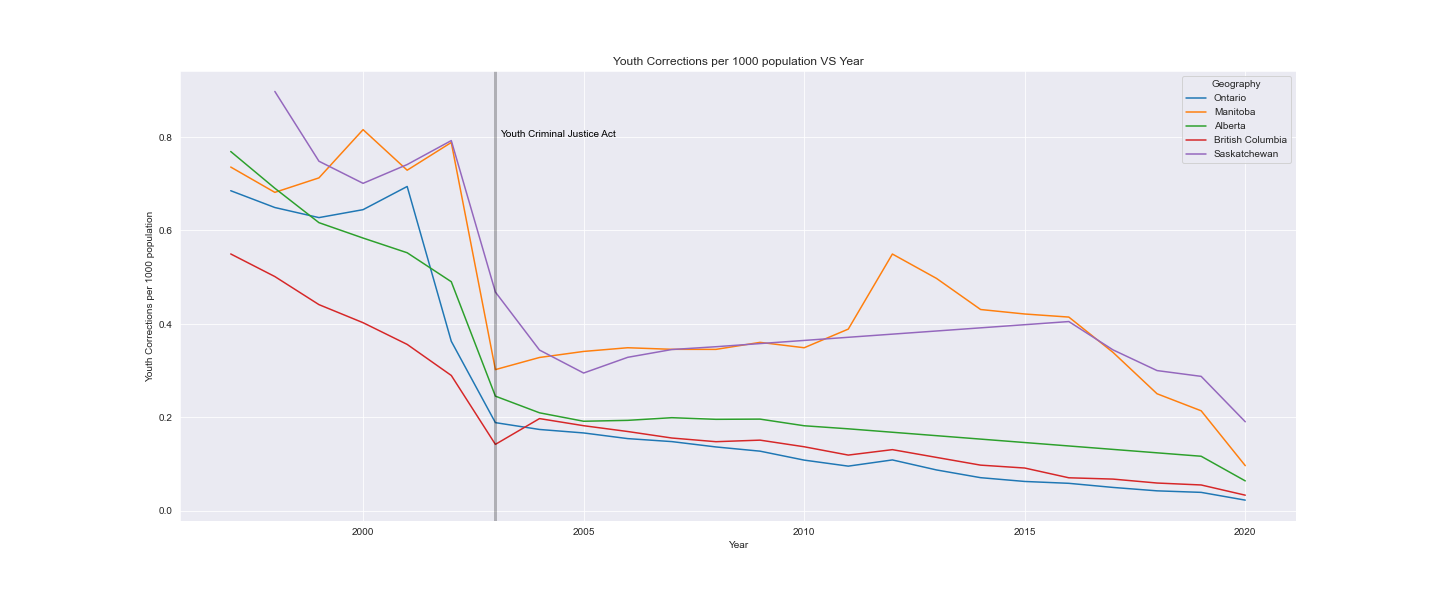 Youth Corrections per 1000 population VS Year
Geography
Ontario
Manitoba
Alberta
British Columbia
Saskatchewan
Youth Criminal Justice Act
Youth Corrections per 1000 population
0.8
0.6
0.4
0.2
0.0
2000
2005
2010
2015
2020
Year